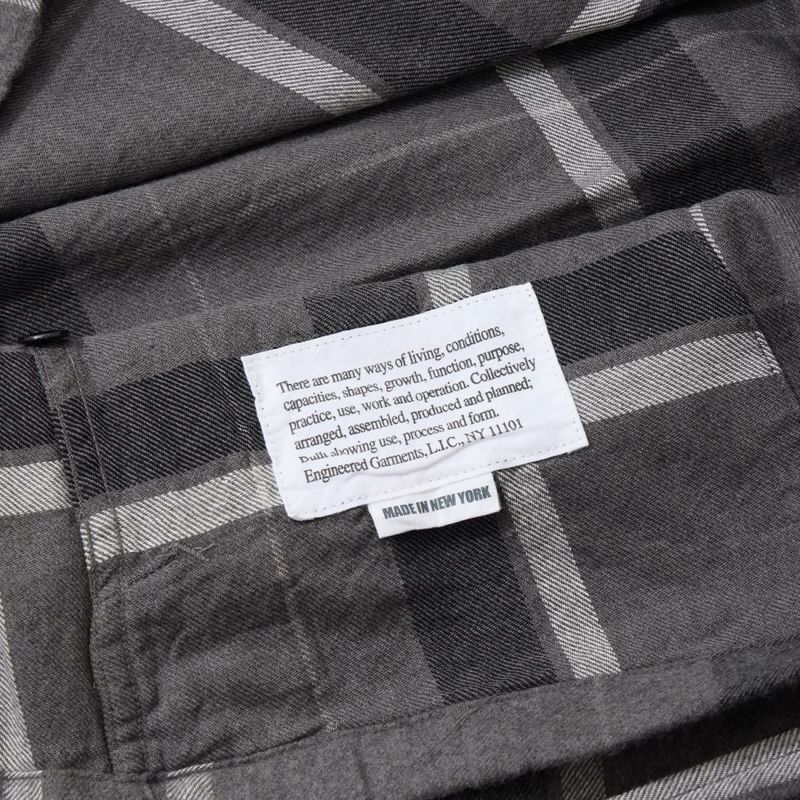 There are many ways of living, conditions,
capacities, shapes, growth, function, purpose,
practice, use, work and operation. Collectively
arranged, assembled, produced and planned;
Built showing use, process and form.
Engineered Garments, L.I.C., NY 11101
MADE IN NEW YORK